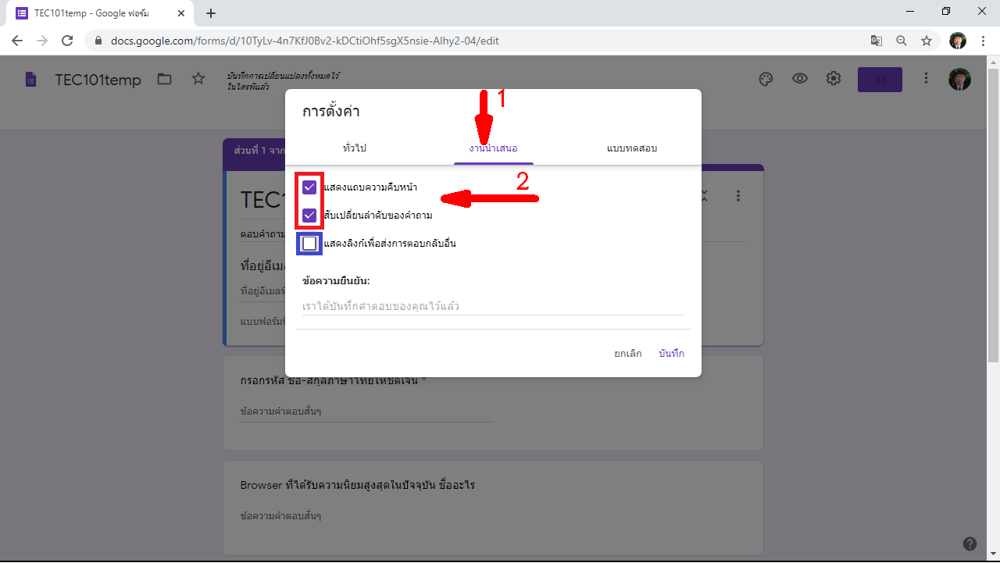 TEC101temp - Google ฟอร์ม
docs.google.com/forms/d/10TyLv-4n7KfJ0Bv2-kDCtiOhf5sgX5nsie-Alhy2-04/edit
TEC101temp
บันทึกการเปลี่ยนแปลงทั้งหมดไว้
ในไดรฟ์แล้ว
ส่ง
1
การตั้งค่า
ทั่วไป
งานนำเสนอ
แบบทดสอบ
ส่วนที่ 1 จาก
2
แสดงแถบความคืบหน้า
TEC1
สับเปลี่ยนลำดับของคำถาม
ตอบคำถาม
แสดงลิงก์เพื่อส่งการตอบกลับอื่น
ที่อยู่อีเมล
ข้อความยืนยัน:
ที่อยู่อีเมลที่
เราได้บันทึกคำตอบของคุณไว้แล้ว
แบบฟอร์มนี้
ยกเลิก
บันทึก
กรอกรหัส ชื่อ-สกุลภาษาไทยให้ชัดเจน *
ข้อความคำตอบสั้นๆ
Browser ที่ได้รับความนิยมสูงสุดในปัจจุบัน ชื่ออะไร
ข้อความคำตอบสั้นๆ